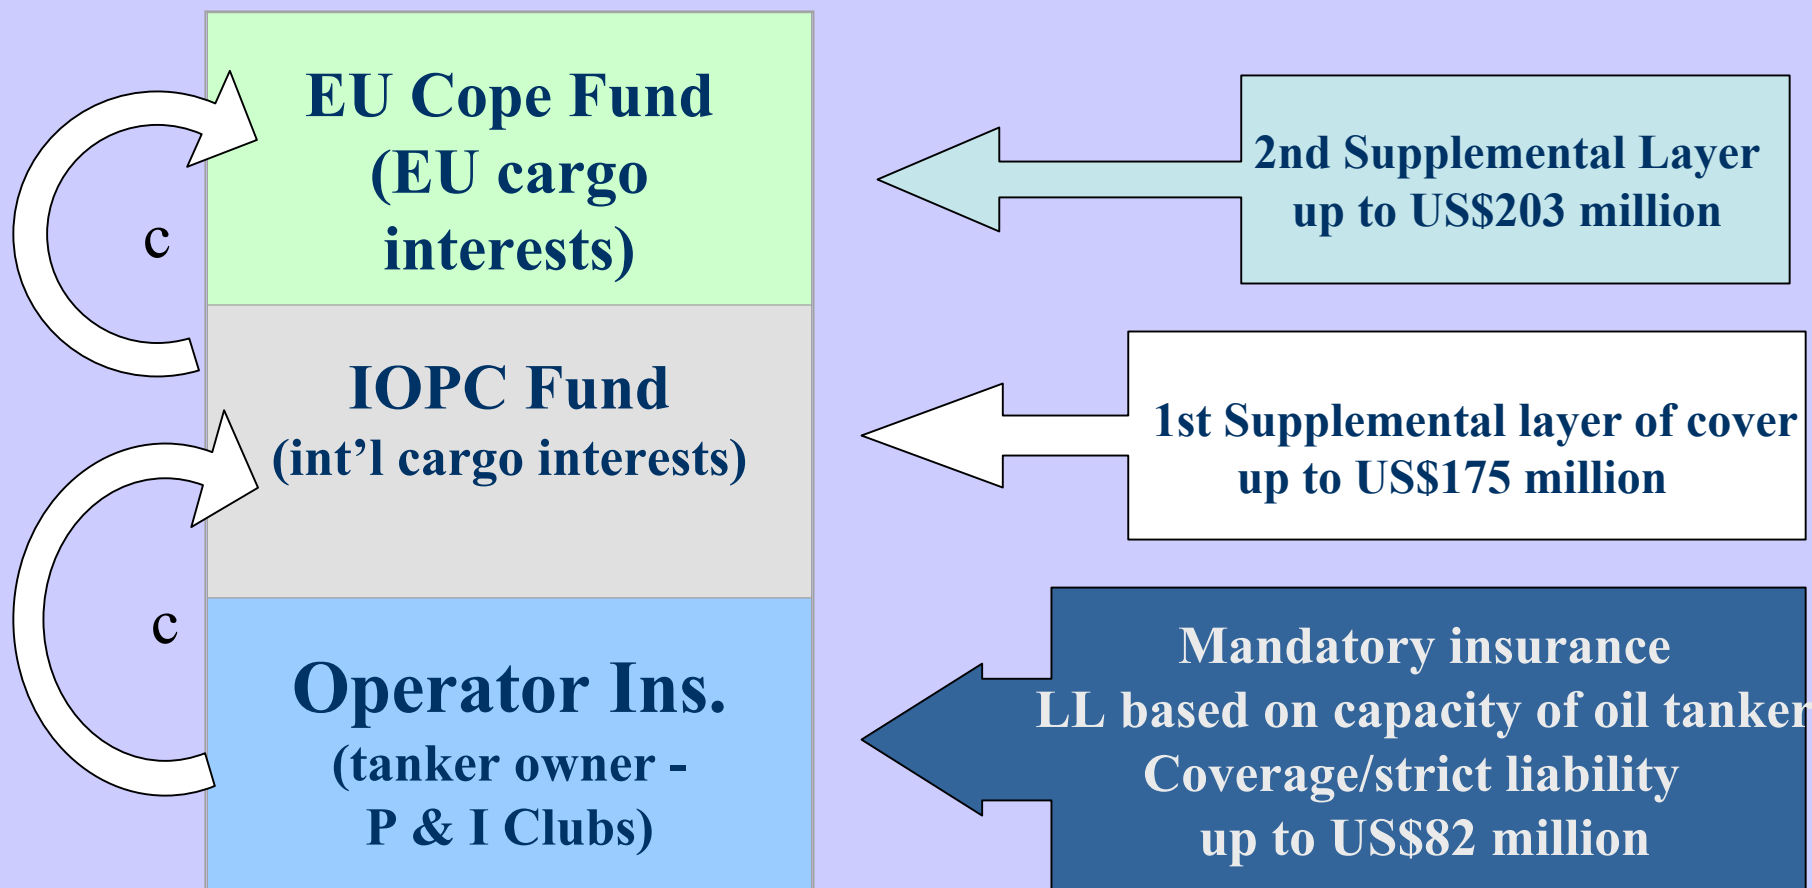 EU Cope Fund
(EU cargo
interests)
2nd Supplemental Layer
up to US$203 million
c
IOPC Fund
(int’l cargo interests)
1st Supplemental layer of cover
up to US$175 million
c
Operator Ins.
(tanker owner -
P & I Clubs)
Mandatory insurance
LL based on capacity of oil tanker
Coverage/strict liability
up to US$82 million